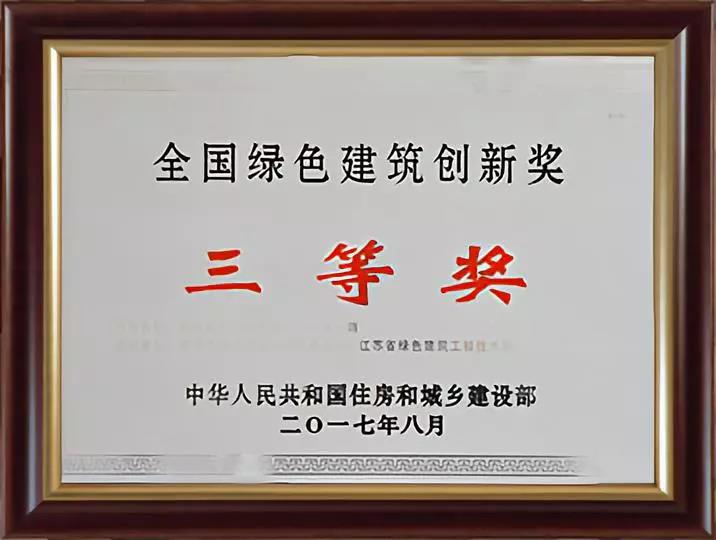 全国绿色建筑创新奖
三等奖
江苏省绿色建筑工程技术
中华人民共和国住房和城乡建设部
二〇一七年八月